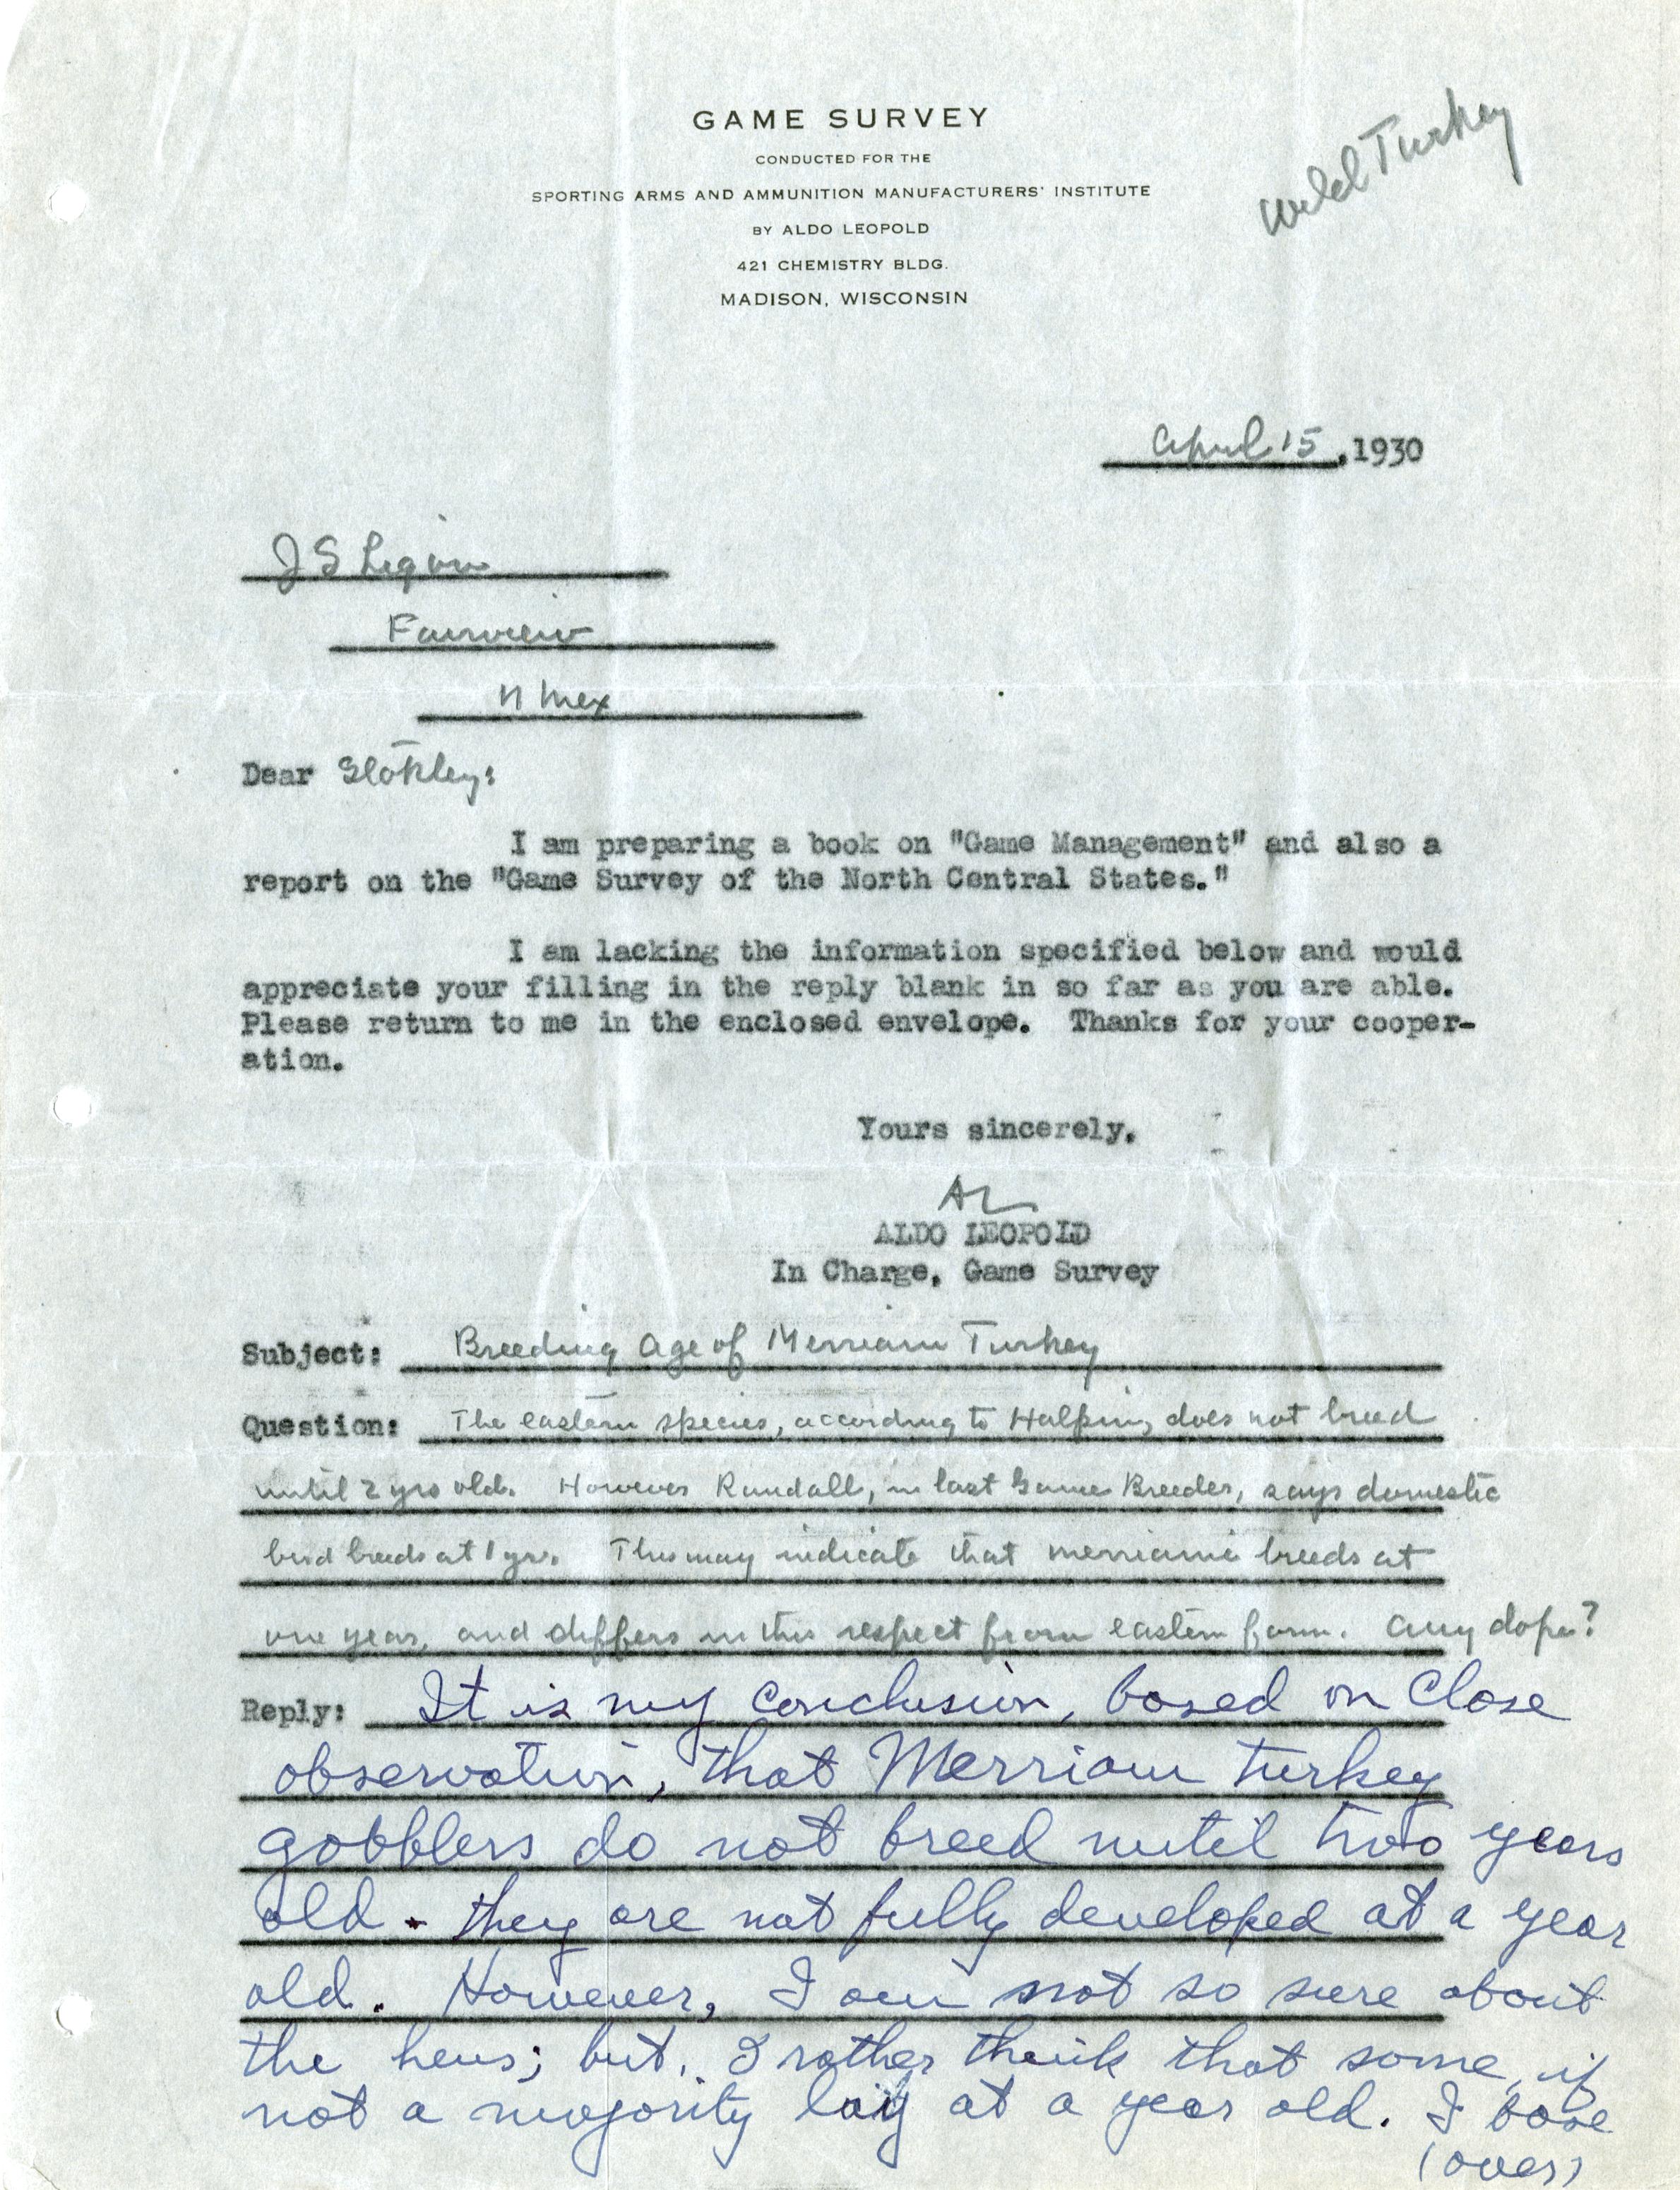 GAME SURVEY
CONDUCTED FOR THE
SPORTING ARMS AND AMMUNITION MANUFACTURERS' INSTITUTE
BY ALDO LEOPOLD
421 CHEMISTRY BLDG.
MADISON, WISCONSIN
Wild Turkey
April 15, 1930
J S Ligon
Fairview
N Mex
Dear Stokley:
I am preparing a book on "Game Management" and also a
report on the "Game Survey of the North Central States."
I am lacking the information specified below and would
appreciate your filling in the reply blank in so far as you are able.
Please return to me in the enclosed envelope. Thanks for your cooper-
ation.
Yours sincerely,
AL
ALDO LEOPOLD
In Charge, Game Survey
Subject: Breeding Age of Merriam Turkey
Question: The eastern species, according to Halpin, does not breed
until 2 yrs old. However Randall, in last Game Breeder, says domestic
bird breeds at 1 yr. This may indicate that merriami breeds at
one year, and differs in this respect from eastern form. Any dope?
Reply: It is my conclusion, based on close
observation, that Merriam turkey
gobblers do not breed until two years
old - they are not fully developed at a year
old. However, I am not so sure about
the hens; but, I rather think that some, if
not a majority lay at a year old. I base
(over)